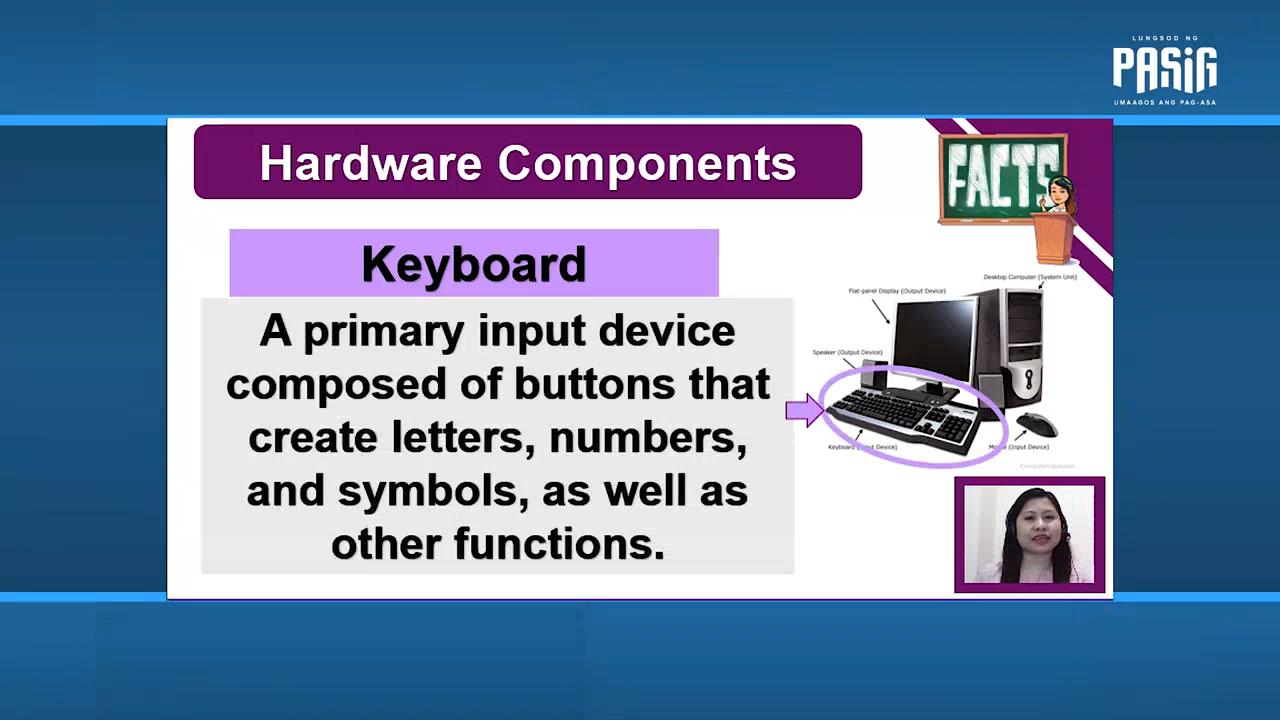 LUNGSOD NG
PASIG
UMAAGOS ANG PAG-ASA
Hardware Components
FACTS
Keyboard
A primary input device
composed of buttons that
create letters, numbers,
and symbols, as well as
other functions.
Desktop Computer (System Unit)
Flat-panel Display (Output Device)
Speaker (Output Device)
Keyboard (Input Device)
(Input Device)